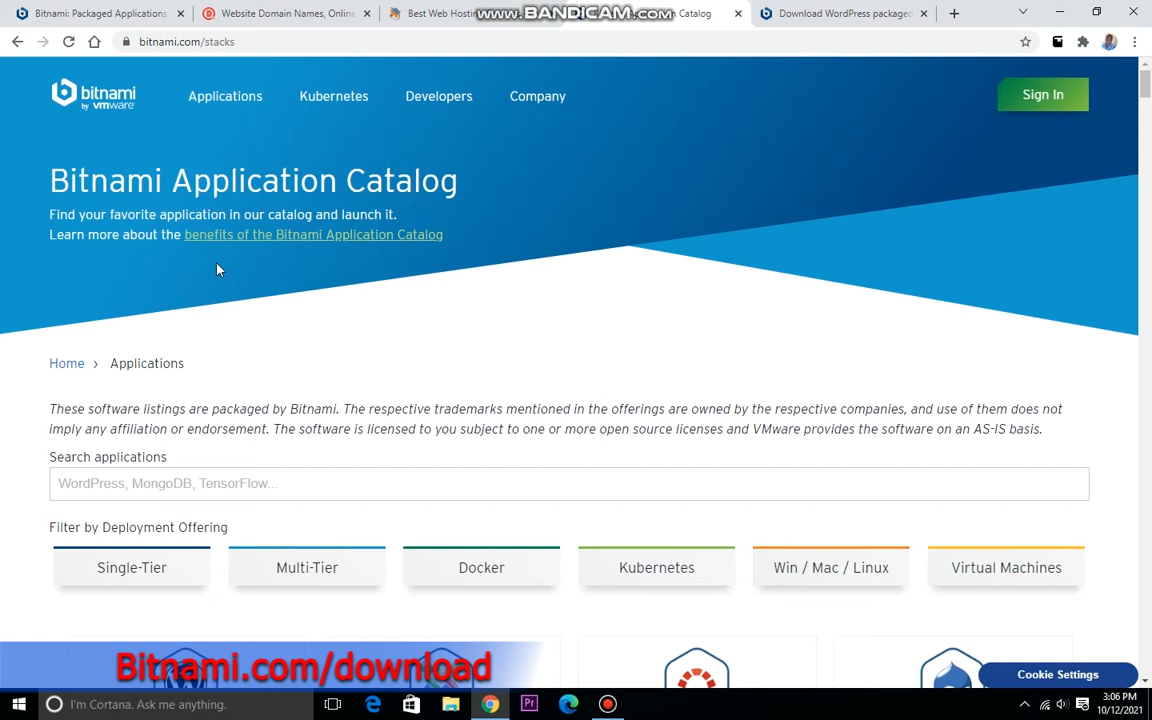 Bitnami: Packaged Applications
Website Domain Names, Online
Best Web Hosti
www.BANDICAM.com
n Catalog
Download WordPress packaged
bitnami.com/stacks
bitnami
by vmware
Applications
Kubernetes
Developers
Company
Sign In
Bitnami Application Catalog
Find your favorite application in our catalog and launch it.
Learn more about the benefits of the Bitnami Application Catalog
Home > Applications
These software listings are packaged by Bitnami. The respective trademarks mentioned in the offerings are owned by the respective companies, and use of them does not
imply any affiliation or endorsement. The software is licensed to you subject to one or more open source licenses and VMware provides the software on an AS-IS basis.
Search applications
WordPress, MongoDB, TensorFlow...
Filter by Deployment Offering
Single-Tier
Multi-Tier
Docker
Kubernetes
Win / Mac / Linux
Virtual Machines
Bitnami.com/download
Cookie Settings
I'm Cortana. Ask me anything.
Pr
3:06 PM
10/12/2021